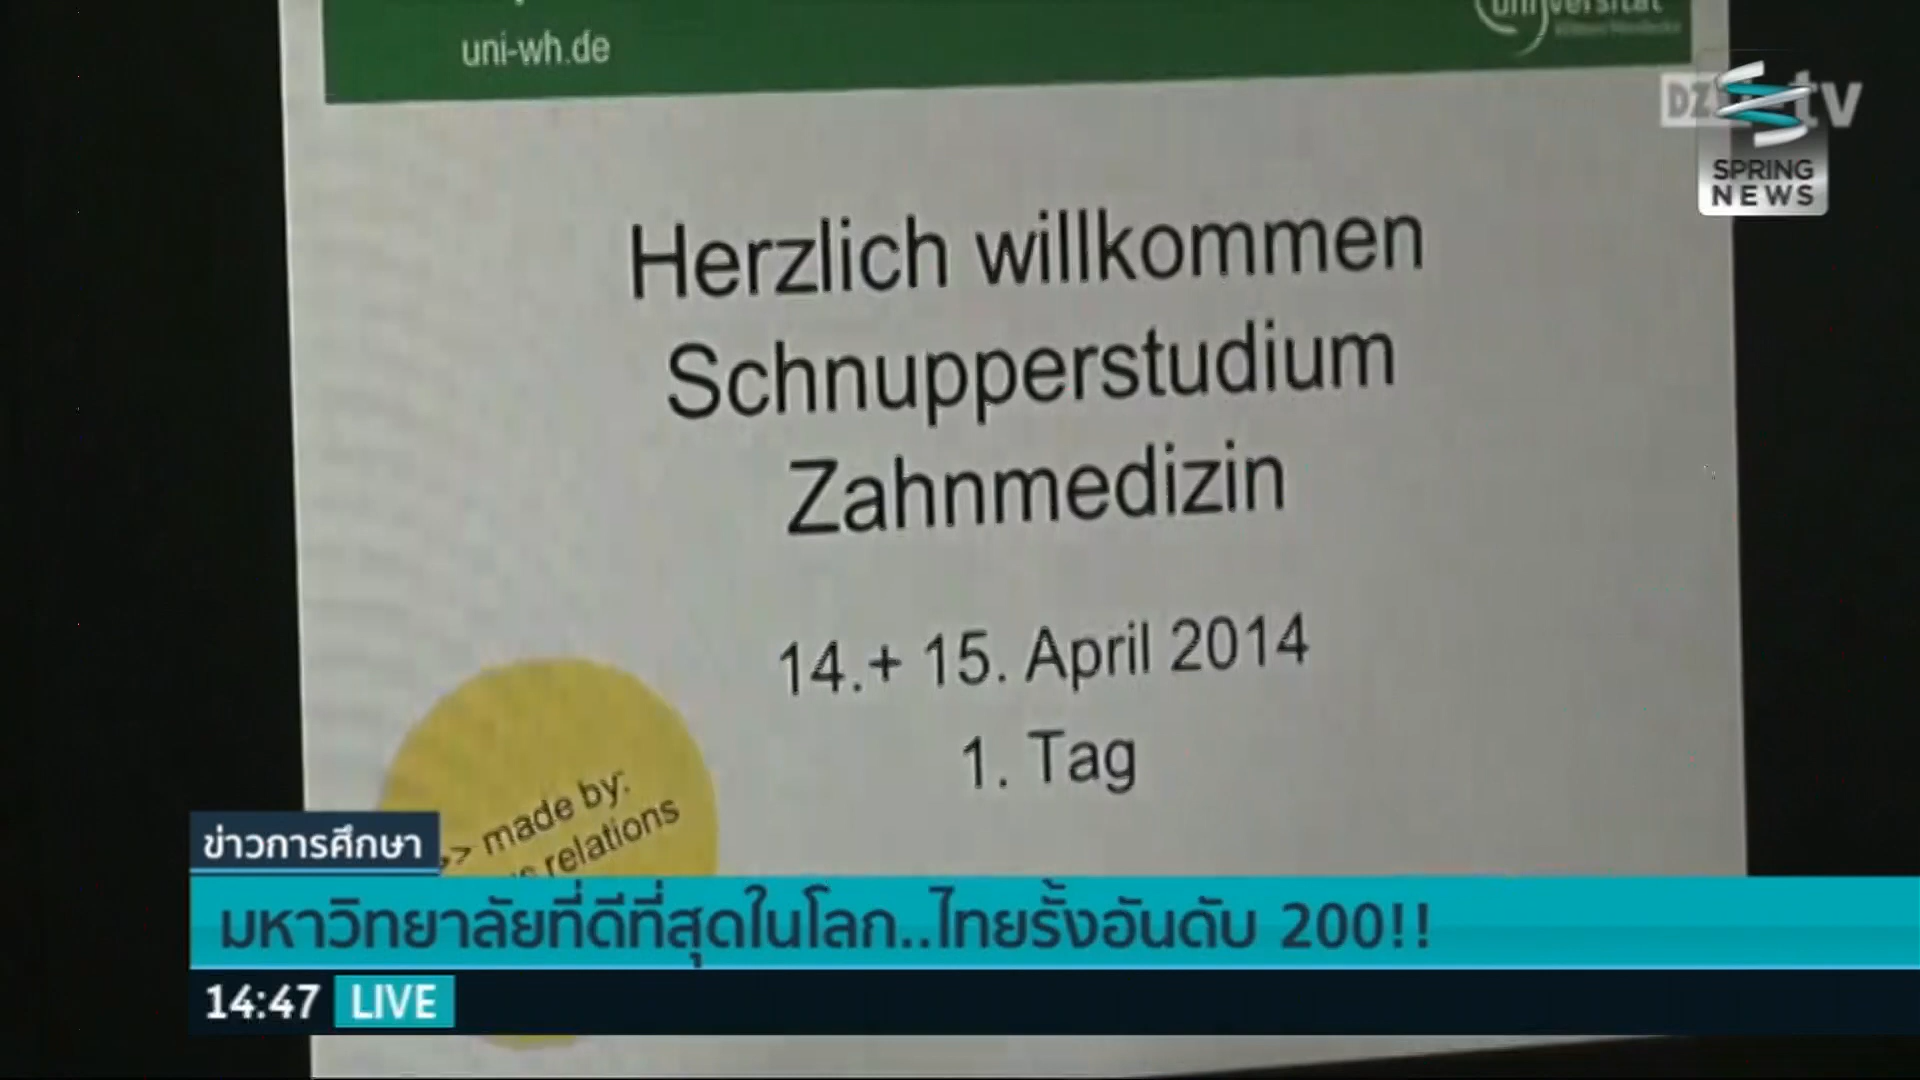 uni-wh.de
universität
tv
SPRING
NEWS
Herzlich willkommen
Schnupperstudium
Zahnmedizin
14.+ 15. April 2014
1. Tag
made by:
relations
ข่าวการศึกษา
มหาวิทยาลัยที่ดีที่สุดในโลก..ไทยรั้งอันดับ 200!!
14:47 LIVE